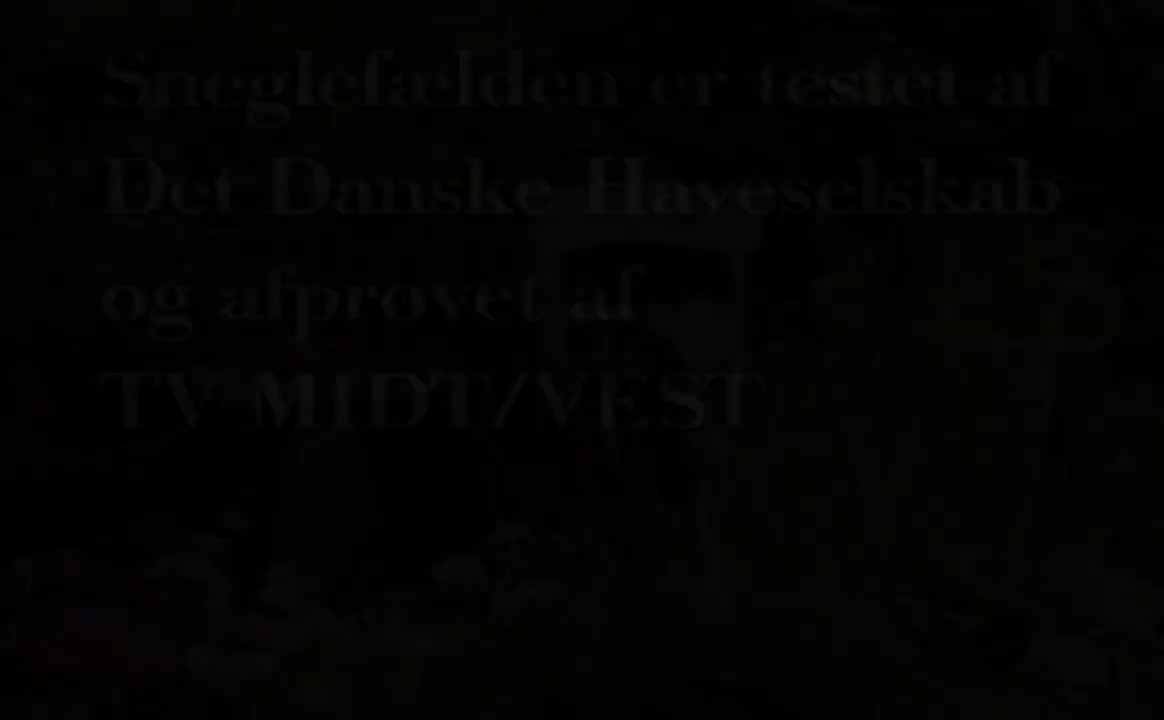 Sneglefælden er testet af
Det Danske Haveselskab
og afprøvet af
TV MIDT/VEST